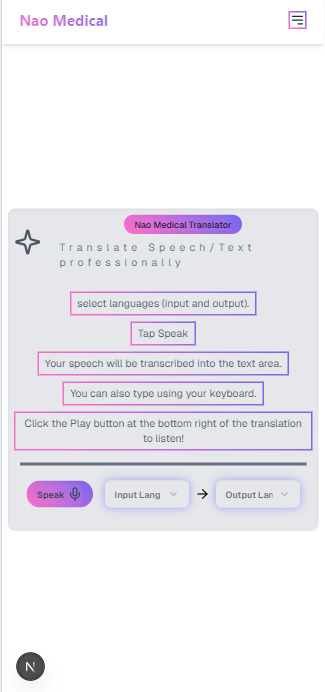 Nao Medical
Nao Medical Translator
Translate Speech/Text
professionally
select languages (input and output).
Tap Speak
Your speech will be transcribed into the text area.
You can also type using your keyboard.
Click the Play button at the bottom right of the translation
to listen!
Speak
Input Lang
Output Lan
N